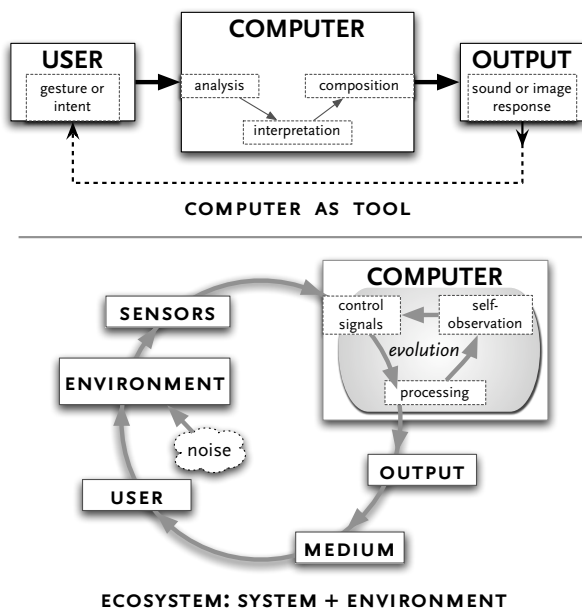 USER
gesture or
intent
COMPUTER
analysis
interpretation
composition
OUTPUT
sound or image
response
COMPUTER AS TOOL
COMPUTER
control
signals
self-
observation
evolution
processing
SENSORS
ENVIRONMENT
noise
USER
OUTPUT
MEDIUM
ECOSYSTEM: SYSTEM + ENVIRONMENT